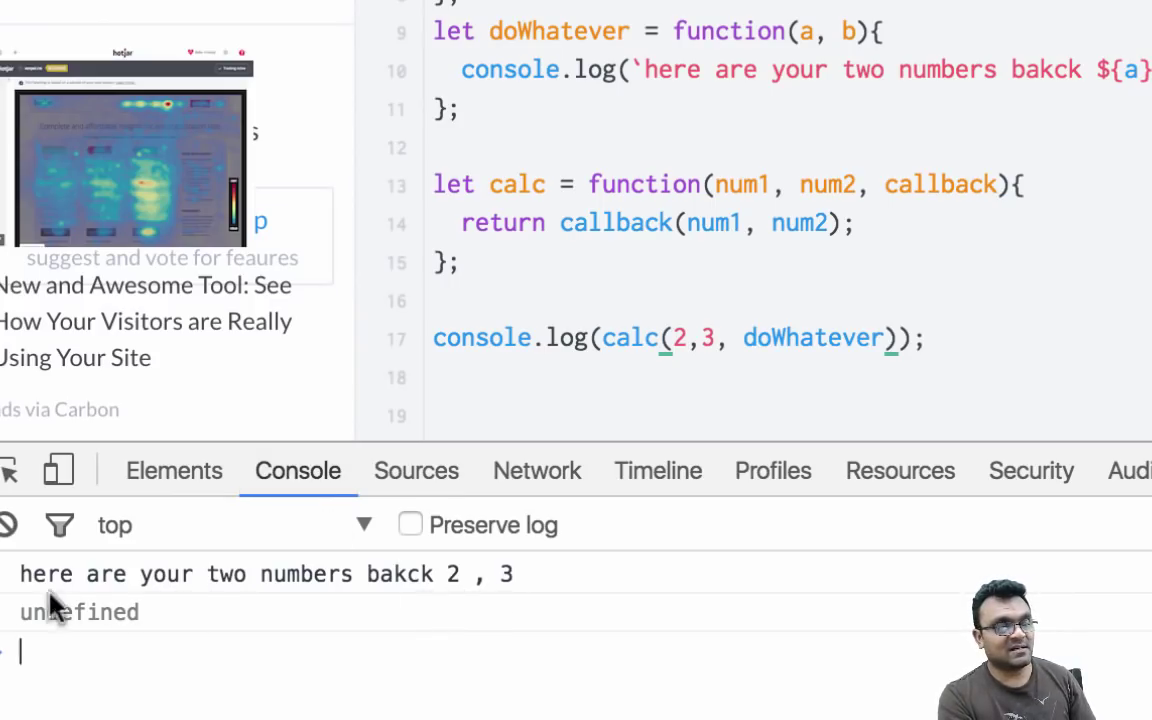 hotjar
s
p
suggest and vote for feaures
New and Awesome Tool: See
How Your Visitors are Really
Using Your Site
ds via Carbon
9 let doWhatever = function(a, b){
10 console.log(`here are your two numbers bakck ${a}
11 };
12
13 let calc = function(num1, num2, callback){
14 return callback(num1, num2);
15 };
16
17 console.log(calc(2,3, doWhatever));
18
19
Elements Console Sources Network Timeline Profiles Resources Security Audi
top Preserve log
here are your two numbers bakck 2 , 3
undefined